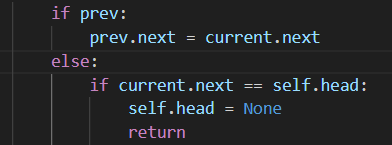 if prev:
    prev.next = current.next
else:
    if current.next == self.head:
        self.head = None
        return